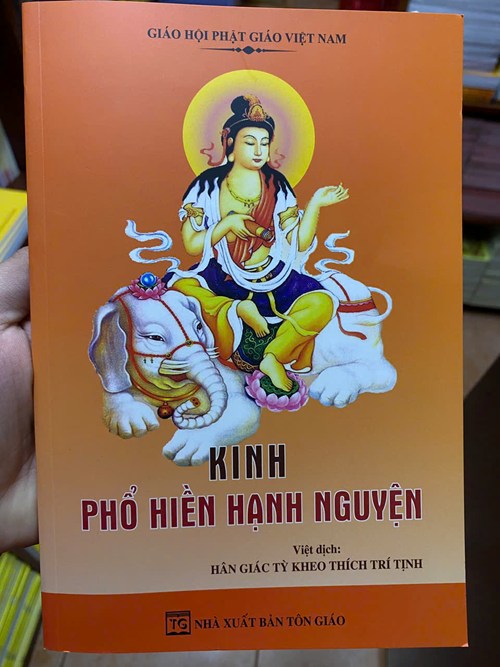 GIÁO HỘI PHẬT GIÁO VIỆT NAM
KINH
PHỔ HIỀN HẠNH NGUYỆN
Việt dịch:
HÂN GIÁC TỲ KHEO THÍCH TRÍ TỊNH
TG NHÀ XUẤT BẢN TÔN GIÁO